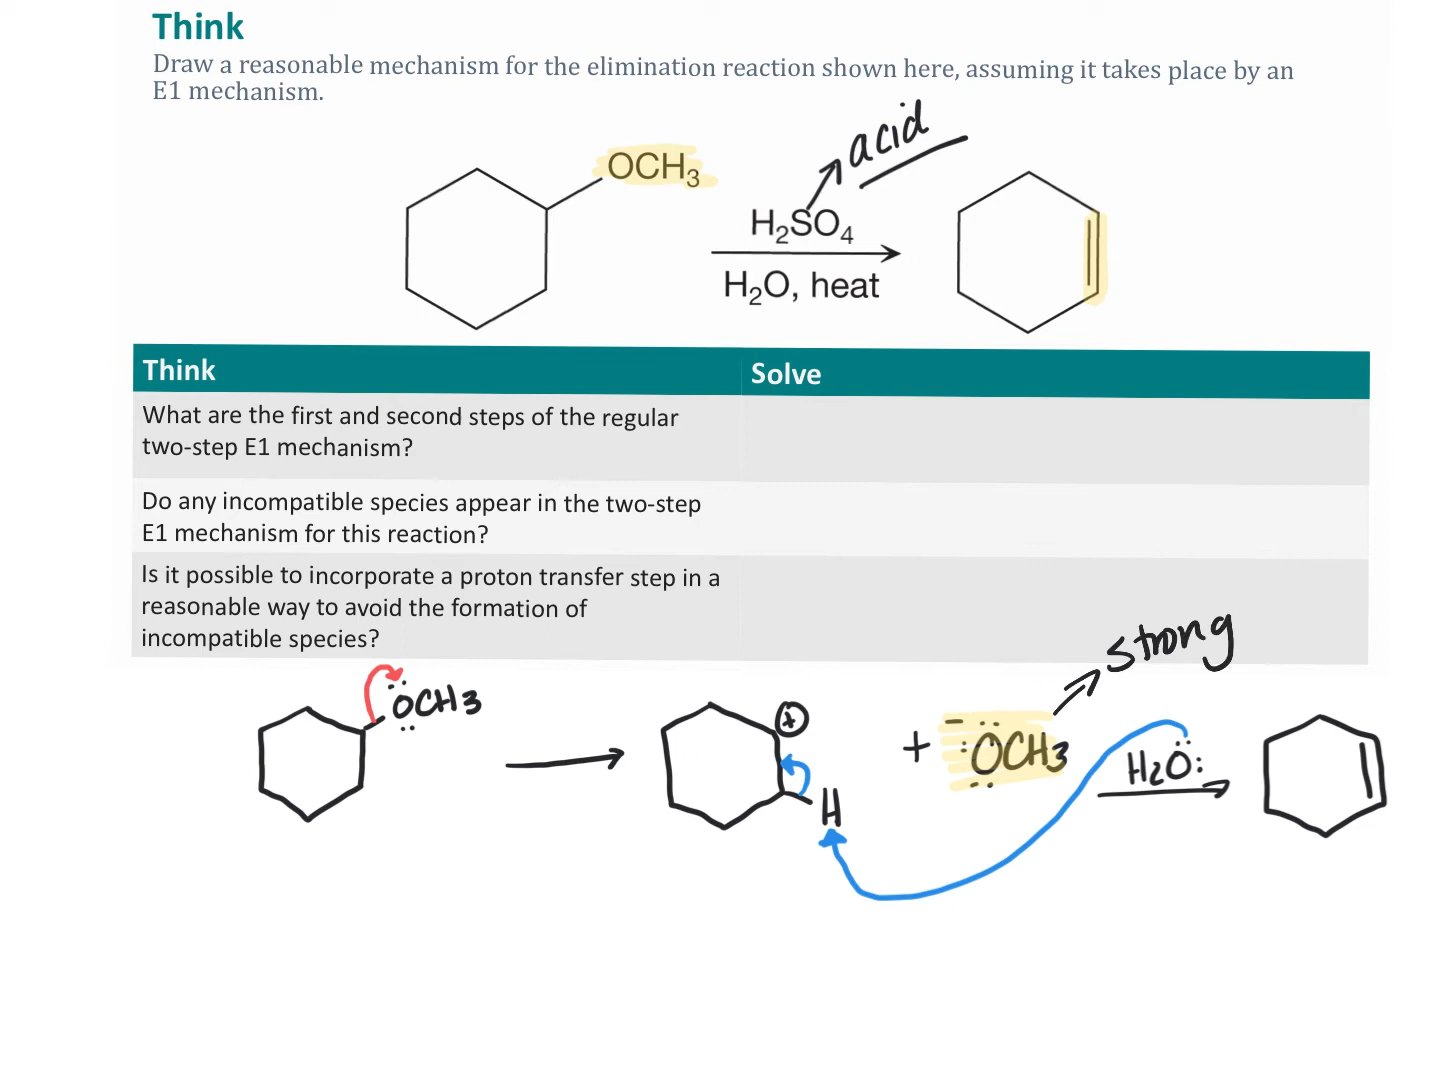 Think
Draw a reasonable mechanism for the elimination reaction shown here, assuming it takes place by an
E1 mechanism.
acid
OCH3
H2SO4
H2O, heat
Think Solve
What are the first and second steps of the regular
two-step E1 mechanism?
Do any incompatible species appear in the two-step
E1 mechanism for this reaction?
Is it possible to incorporate a proton transfer step in a
reasonable way to avoid the formation of
incompatible species?
strong
OCH3
+
+ -:OCH3
H2O:
H